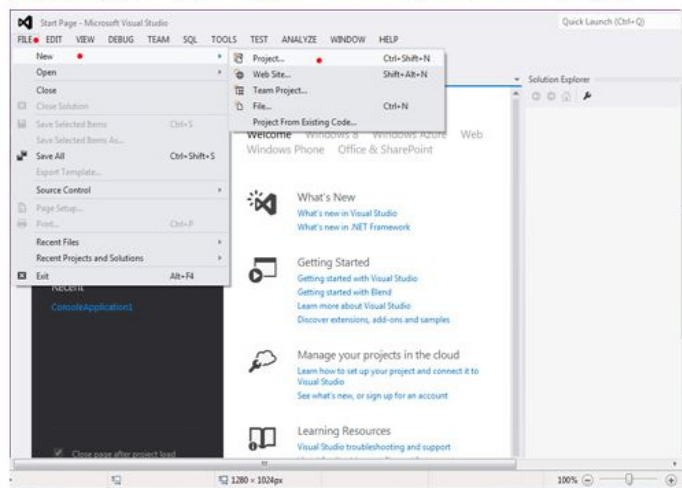 Start Page - Microsoft Visual Studio
Quick Launch (Ctrl+Q)
FILE EDIT VIEW DEBUG TEAM SQL TOOLS TEST ANALYZE WINDOW HELP
New
Open
Close
Close Solution
Save Selected Items Ctrl+S
Save Selected Items As...
Save All Ctrl+Shift+S
Export Template...
Source Control
Page Setup...
Print... Ctrl+P
Recent Files
Recent Projects and Solutions
Exit Alt+F4
Project... Ctrl+Shift+N
Web Site... Shift+Alt+N
Team Project...
File... Ctrl+N
Project From Existing Code...
Solution Explorer
Welcome Windows 8 Windows Azure Web
Windows Phone Office & SharePoint
What's New
What's new in Visual Studio
What's new in .NET Framework
Getting Started
Getting started with Visual Studio
Getting started with Blend
Learn more about Visual Studio
Discover extensions, add-ons and samples
Recent
ConsoleApplication1
Manage your projects in the cloud
Learn how to set up your project and connect it to
Visual Studio
See what's new, or sign up for an account
Learning Resources
Visual Studio troubleshooting and support
Close page after project load
1280 × 1024px
100%